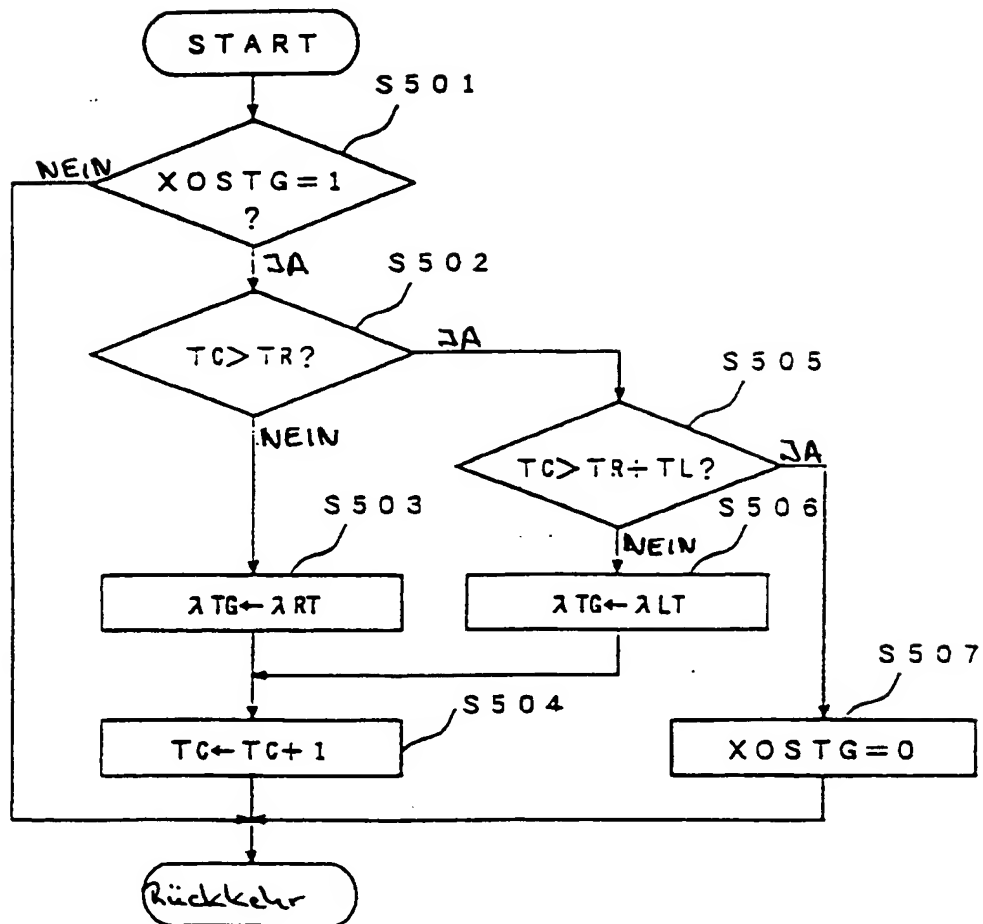 START
S501
NEIN
XOSTG=1
?
JA
S502
TC>TR?
JA
NEIN
S505
TC>TR÷TL?
JA
S503
S506
NEIN
λTG←λRT
λTG←λLT
S507
S504
TC←TC+1
XOSTG=0
Rückkehr